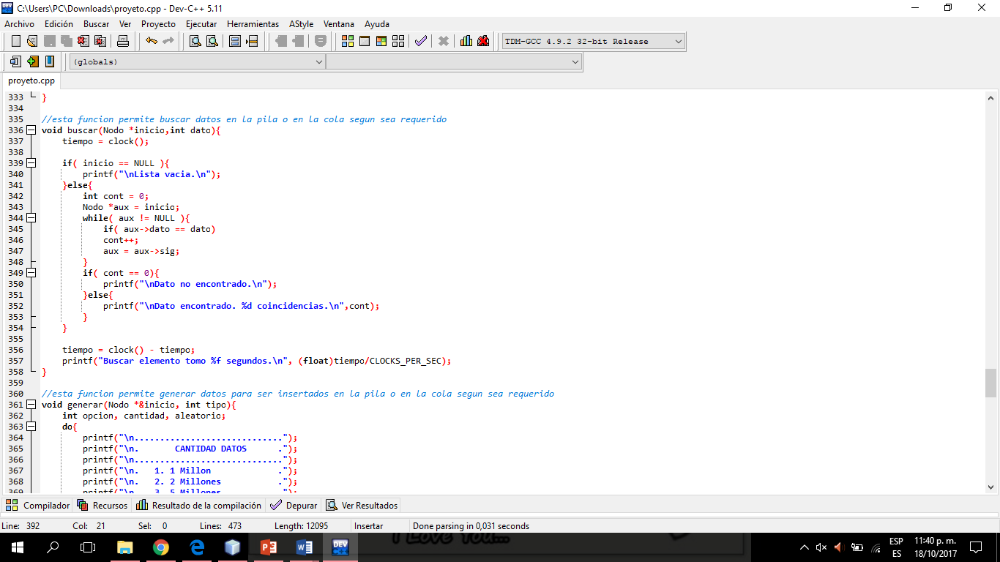 C:\Users\PC\Downloads\proyeto.cpp - Dev-C++ 5.11
Archivo Edición Buscar Ver Proyecto Ejecutar Herramientas AStyle Ventana Ayuda
TDM-GCC 4.9.2 32-bit Release
(globals)
proyeto.cpp
333 }
334
335 //esta funcion permite buscar datos en la pila o en la cola segun sea requerido
336 void buscar(Nodo *inicio,int dato){
337 tiempo = clock();
338
339 if( inicio == NULL ){
340 printf("\nLista vacia.\n");
341 }else{
342 int cont = 0;
343 Nodo *aux = inicio;
344 while( aux != NULL ){
345 if( aux->dato == dato)
346 cont++;
347 aux = aux->sig;
348 }
349 if( cont == 0){
350 printf("\nDato no encontrado.\n");
351 }else{
352 printf("\nDato encontrado. %d coincidencias.\n",cont);
353 }
354 }
355
356 tiempo = clock() - tiempo;
357 printf("Buscar elemento tomo %f segundos.\n", (float)tiempo/CLOCKS_PER_SEC);
358 }
359
360 //esta funcion permite generar datos para ser insertados en la pila o en la cola segun sea requerido
361 void generar(Nodo *&inicio, int tipo){
362 int opcion, cantidad, aleatorio;
363 do{
364 printf("\n.............................");
365 printf("\n.       CANTIDAD DATOS      .");
366 printf("\n.............................");
367 printf("\n.   1. 1 Millon             .");
368 printf("\n.   2. 2 Millones           .");
369 printf("\n.   3. 5 Millones           .");
Compilador Recursos Resultado de la compilación Depurar Ver Resultados
Line: 392 Col: 21 Sel: 0 Lines: 473 Length: 12095 Insertar Done parsing in 0,031 seconds
I Love You...
DEV C++
ESP 11:40 p. m.
ES 18/10/2017